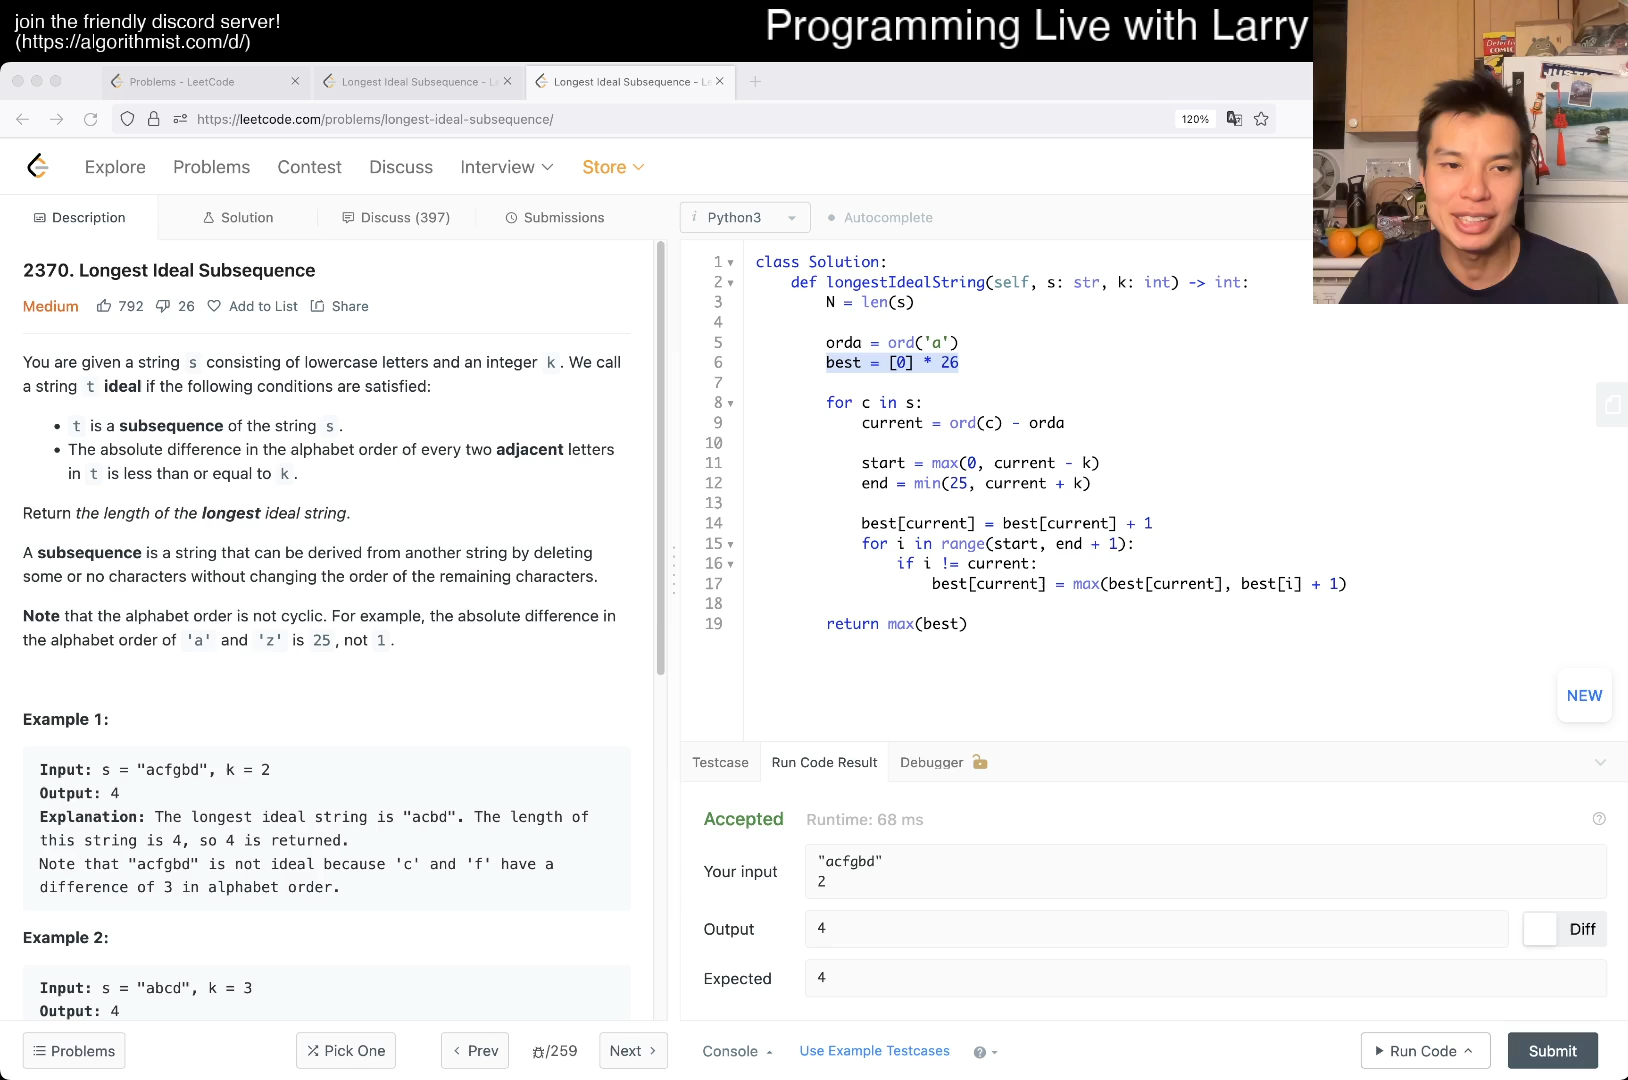 join the friendly discord server!
(https://algorithmist.com/d/)
Programming Live with Larry
Problems - LeetCode
Longest Ideal Subsequence - Le
Longest Ideal Subsequence - Le
https://leetcode.com/problems/longest-ideal-subsequence/
120%
Explore
Problems
Contest
Discuss
Interview
Store
Description
Solution
Discuss (397)
Submissions
i Python3
Autocomplete
2370. Longest Ideal Subsequence
Medium
792
26
Add to List
Share
You are given a string s consisting of lowercase letters and an integer k. We call
a string t ideal if the following conditions are satisfied:
• t is a subsequence of the string s.
• The absolute difference in the alphabet order of every two adjacent letters
in t is less than or equal to k.
Return the length of the longest ideal string.
A subsequence is a string that can be derived from another string by deleting
some or no characters without changing the order of the remaining characters.
Note that the alphabet order is not cyclic. For example, the absolute difference in
the alphabet order of 'a' and 'z' is 25, not 1.
Example 1:
Input: s = "acfgbd", k = 2
Output: 4
Explanation: The longest ideal string is "acbd". The length of
this string is 4, so 4 is returned.
Note that "acfgbd" is not ideal because 'c' and 'f' have a
difference of 3 in alphabet order.
Example 2:
Input: s = "abcd", k = 3
Output: 4
Problems
Pick One
Prev
/259
Next
1 class Solution:
2 def longestIdealString(self, s: str, k: int) -> int:
3 N = len(s)
4
5 orda = ord('a')
6 best = [0] * 26
7
8 for c in s:
9 current = ord(c) - orda
10
11 start = max(0, current - k)
12 end = min(25, current + k)
13
14 best[current] = best[current] + 1
15 for i in range(start, end + 1):
16 if i != current:
17 best[current] = max(best[current], best[i] + 1)
18
19 return max(best)
NEW
Testcase
Run Code Result
Debugger
Accepted
Runtime: 68 ms
Your input
"acfgbd"
2
Output
4
Diff
Expected
4
Console
Use Example Testcases
Run Code
Submit